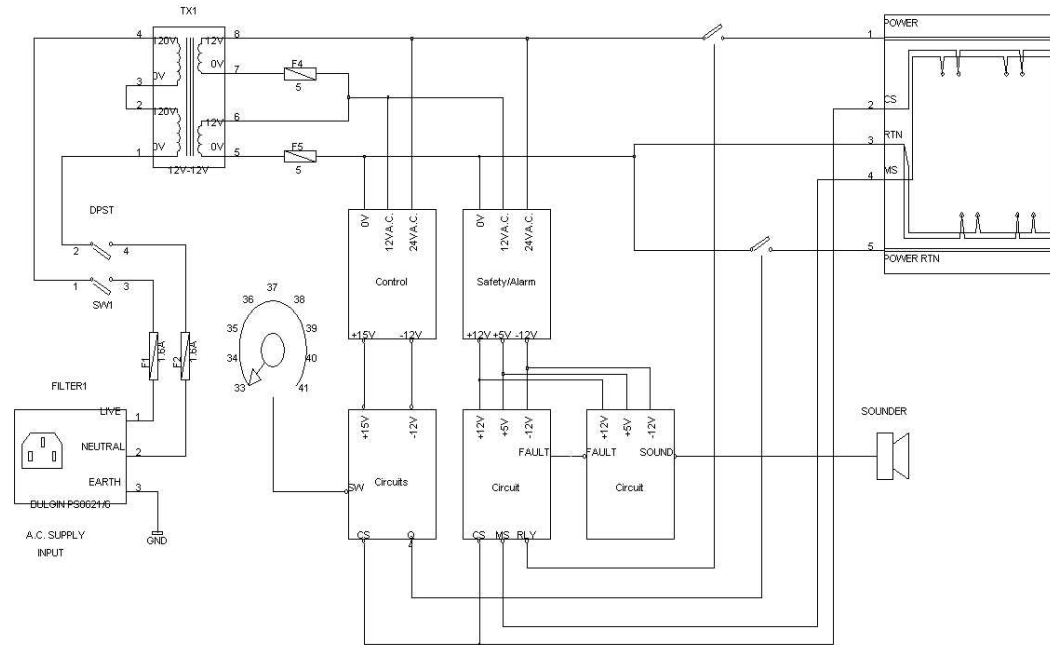 TX1
4
120V
12V
8
POWER
1
0V
0V
7
F4
5
3
2
120V
12V
6
CS
2
RTN
3
0V
0V
1
5
F5
5
MS
4
12V-12V
DPST
2
4
0V
12VA.C.
24VA.C.
0V
12VA.C.
24VA.C.
5
POWER RTN
1
3
SW1
Control
Safety/Alarm
37
36
38
35
39
34
40
33
41
+15V
-12V
+12V
+5V
-12V
F1
1.6A
F2
1.6A
FILTER1
LIVE
1
NEUTRAL
2
EARTH
3
BULGIN PS0621/6
A.C. SUPPLY
INPUT
GND
+15V
-12V
+12V
+5V
-12V
+12V
+5V
-12V
SOUNDER
FAULT
FAULT
SOUND
SW
Circuits
Circuit
Circuit
CS
Q
4
CS
MS
RLY